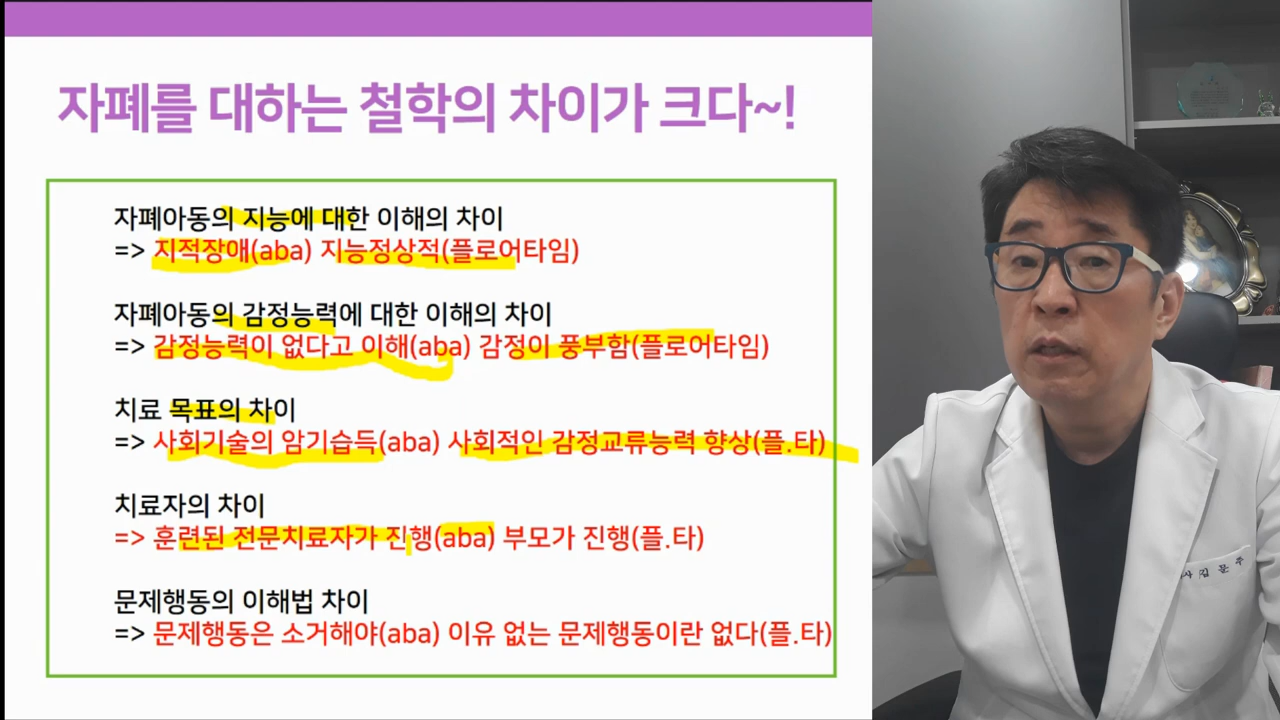 자폐를 대하는 철학의 차이가 크다~!
자폐아동의 지능에 대한 이해의 차이
=> 지적장애(aba) 지능정상적(플로어타임)
자폐아동의 감정능력에 대한 이해의 차이
=> 감정능력이 없다고 이해(aba) 감정이 풍부함(플로어타임)
치료 목표의 차이
=> 사회기술의 암기습득(aba) 사회적인 감정교류능력 향상(플.타)
치료자의 차이
=> 훈련된 전문치료자가 진행(aba) 부모가 진행(플.타)
문제행동의 이해법 차이
=> 문제행동은 소거해야(aba) 이유 없는 문제행동이란 없다(플.타)
김문주